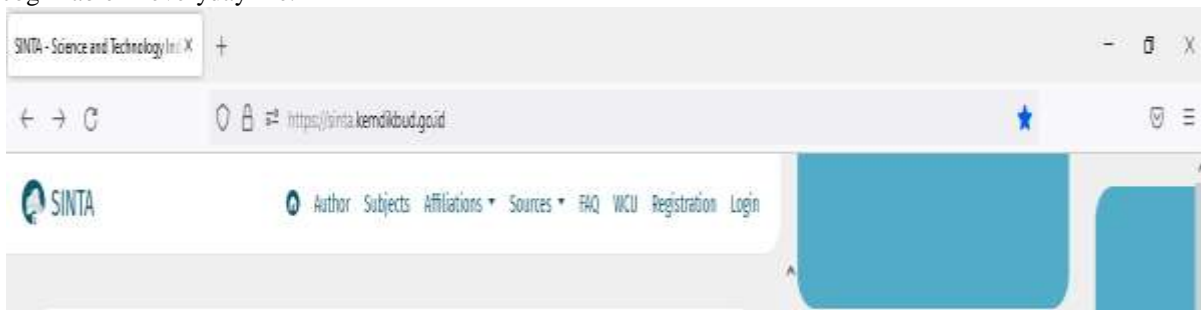 SINTA - Science and Technology In
https://sinta.kemdikbud.go.id
SINTA
Author Subjects Affiliations Sources FAQ WCU Registration Login